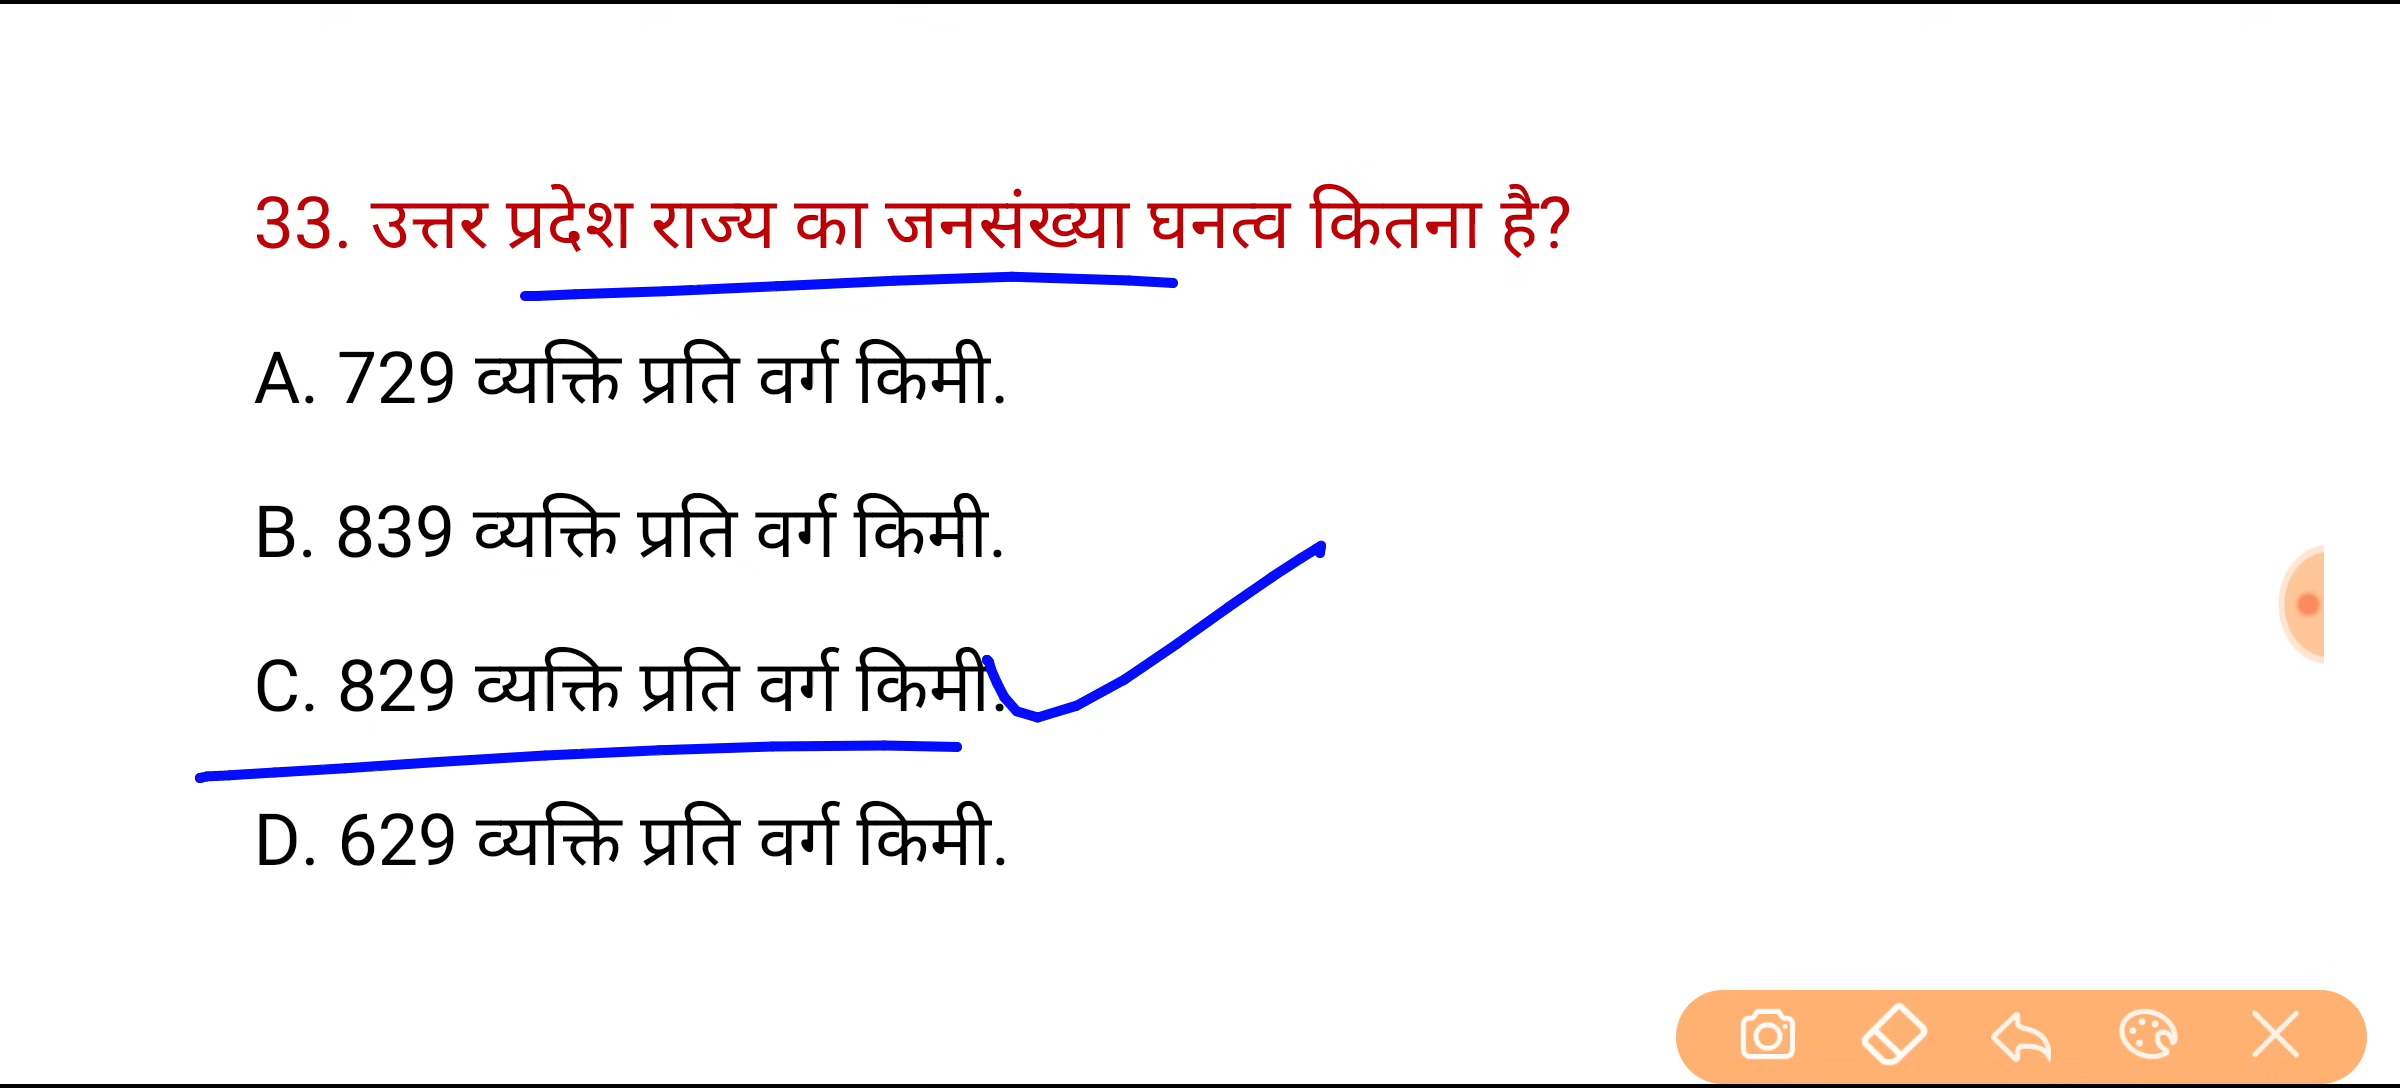 33. उत्तर प्रदेश राज्य का जनसंख्या घनत्व कितना है?
A. 729 व्यक्ति प्रति वर्ग किमी.
B. 839 व्यक्ति प्रति वर्ग किमी.
C. 829 व्यक्ति प्रति वर्ग किमी.
D. 629 व्यक्ति प्रति वर्ग किमी.